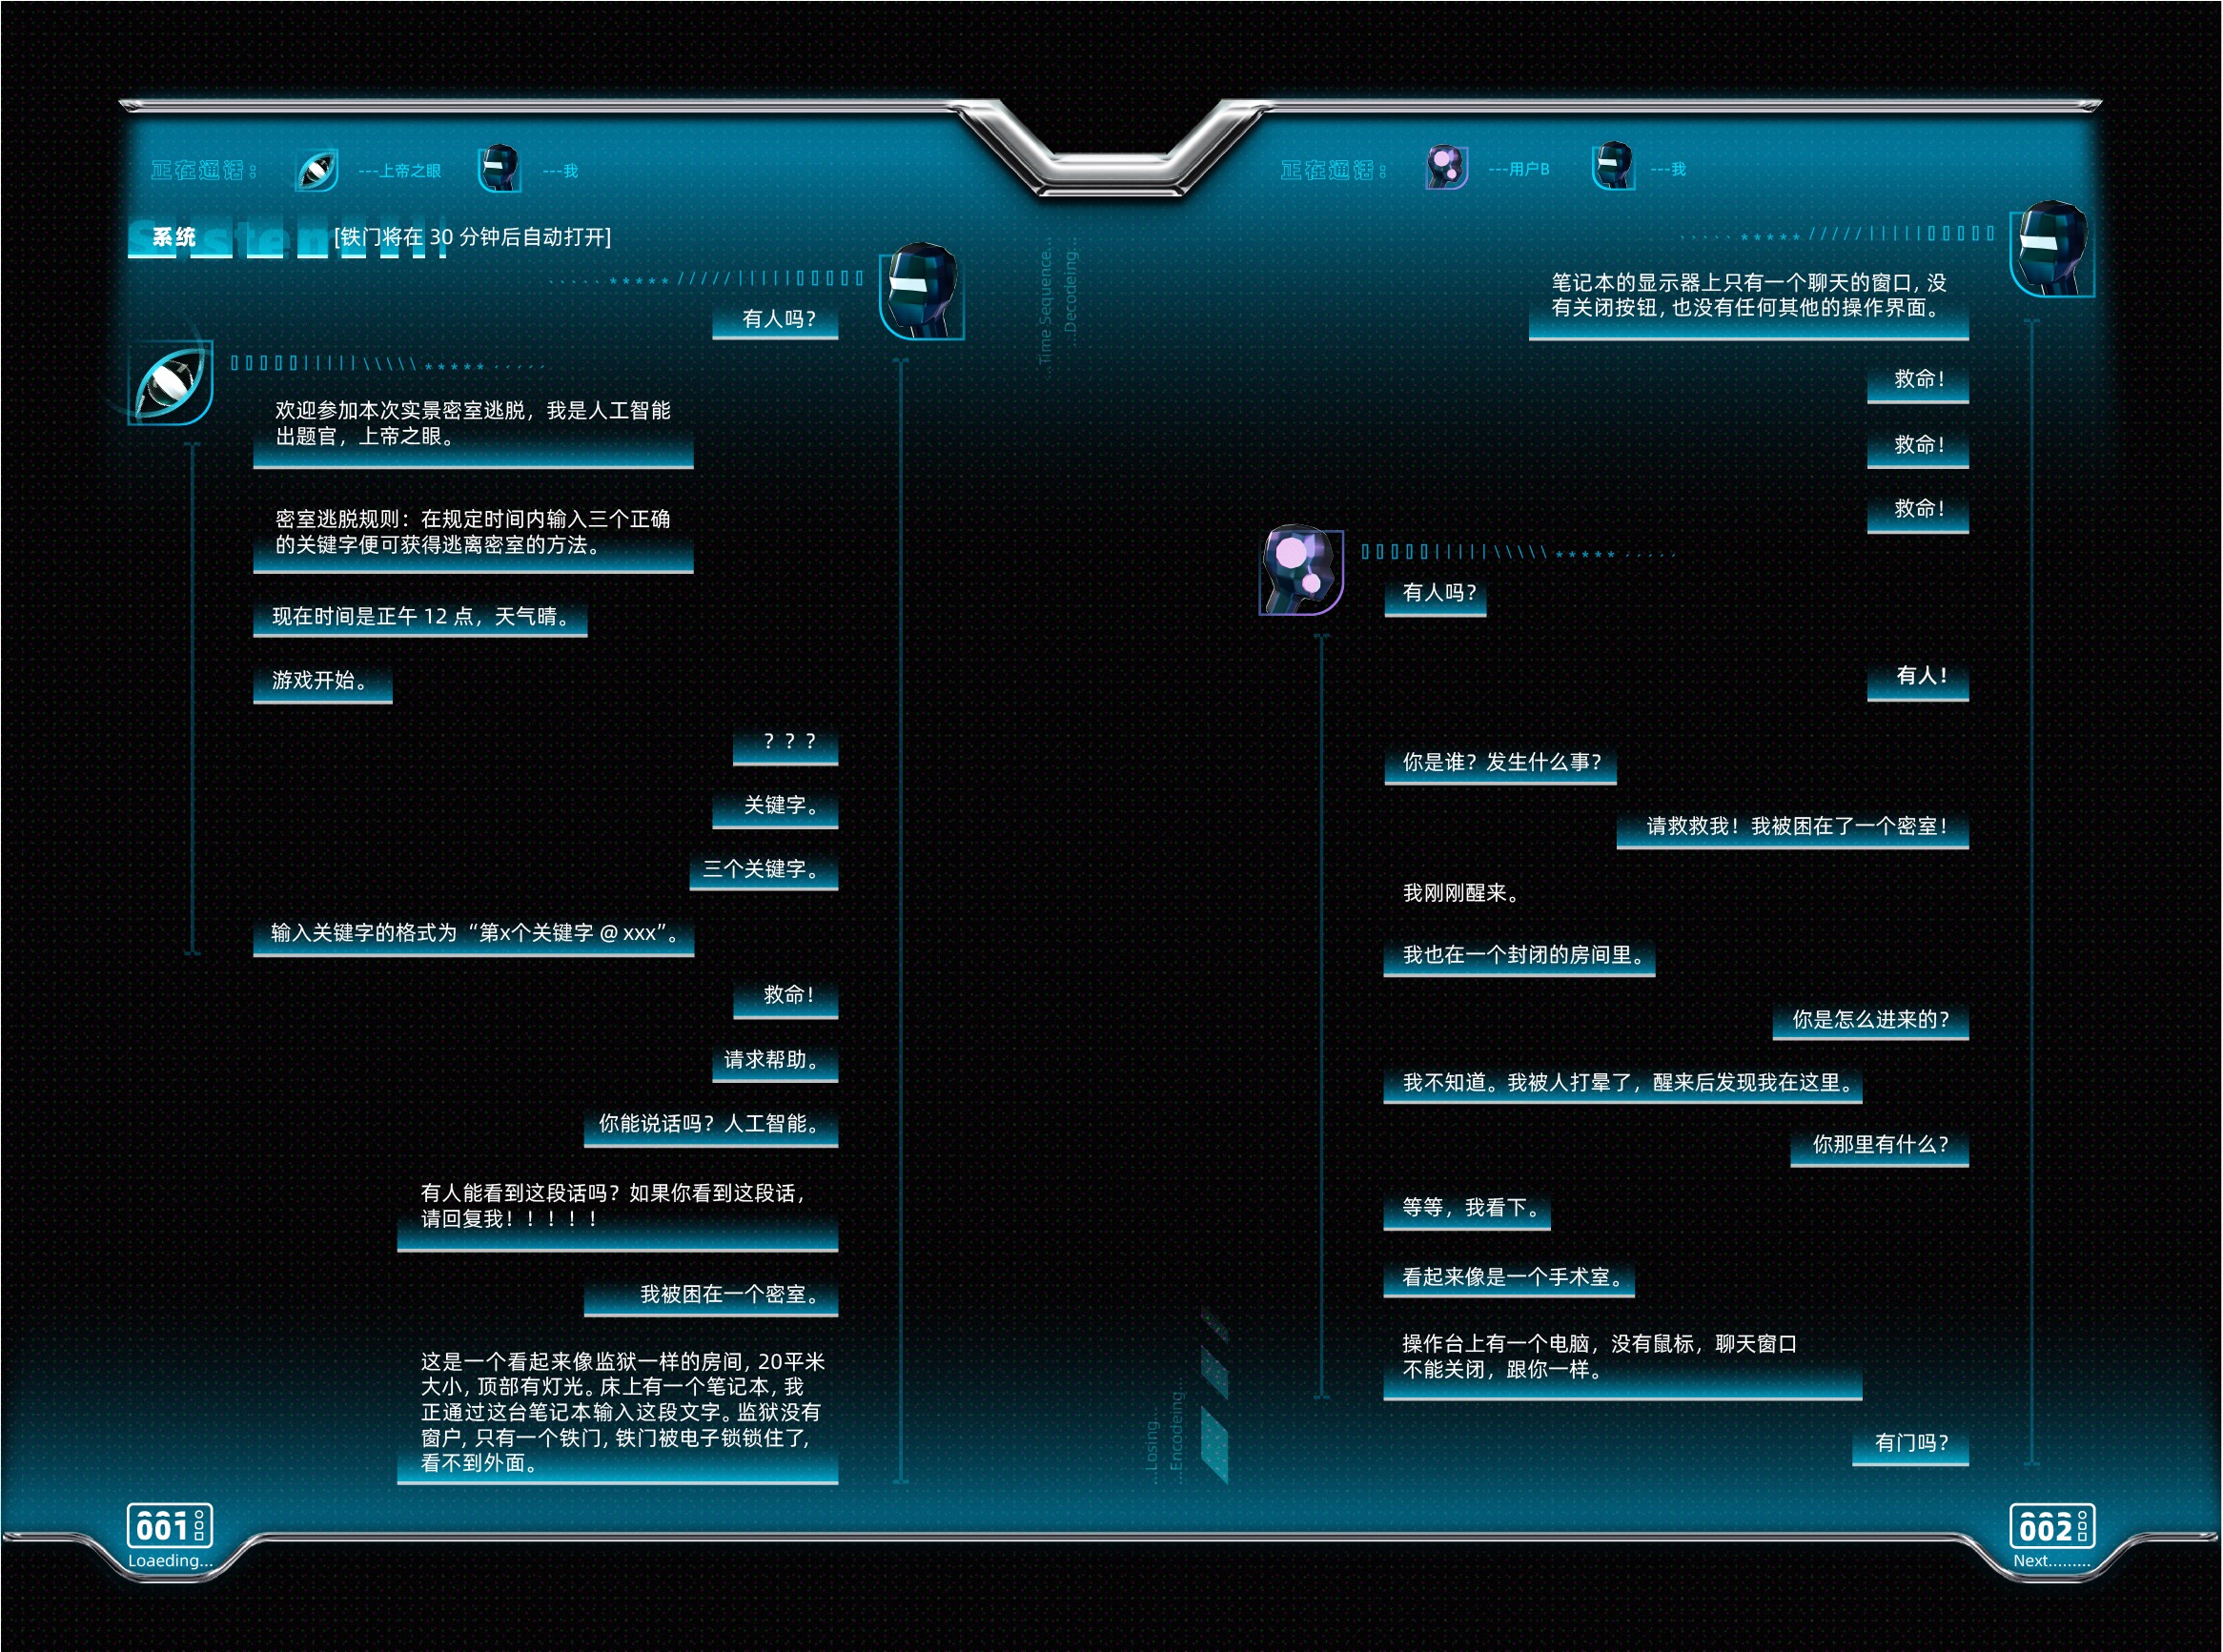 正在通话：
---上帝之眼
---我
System
系统
[铁门将在 30 分钟后自动打开]
有人吗？
欢迎参加本次实景密室逃脱，我是人工智能
出题官，上帝之眼。
密室逃脱规则：在规定时间内输入三个正确
的关键字便可获得逃离密室的方法。
现在时间是正午 12 点，天气晴。
游戏开始。
？？？
关键字。
三个关键字。
输入关键字的格式为“第x个关键字 @ xxx”。
救命！
请求帮助。
你能说话吗？人工智能。
有人能看到这段话吗？如果你看到这段话，
请回复我！！！！！
我被困在一个密室。
这是一个看起来像监狱一样的房间，20平米
大小，顶部有灯光。床上有一个笔记本，我
正通过这台笔记本输入这段文字。监狱没有
窗户，只有一个铁门，铁门被电子锁锁住了，
看不到外面。
001
Loaeding...
...Time Sequence...
...Decodeing...
...Losing...
...Encodeing...
正在通话：
---用户B
---我
笔记本的显示器上只有一个聊天的窗口，没
有关闭按钮，也没有任何其他的操作界面。
救命！
救命！
救命！
有人吗？
有人！
你是谁？发生什么事？
请救救我！我被困在了一个密室！
我刚刚醒来。
我也在一个封闭的房间里。
你是怎么进来的？
我不知道。我被人打晕了，醒来后发现我在这里。
你那里有什么？
等等，我看下。
看起来像是一个手术室。
操作台上有一个电脑，没有鼠标，聊天窗口
不能关闭，跟你一样。
有门吗？
002
Next.........